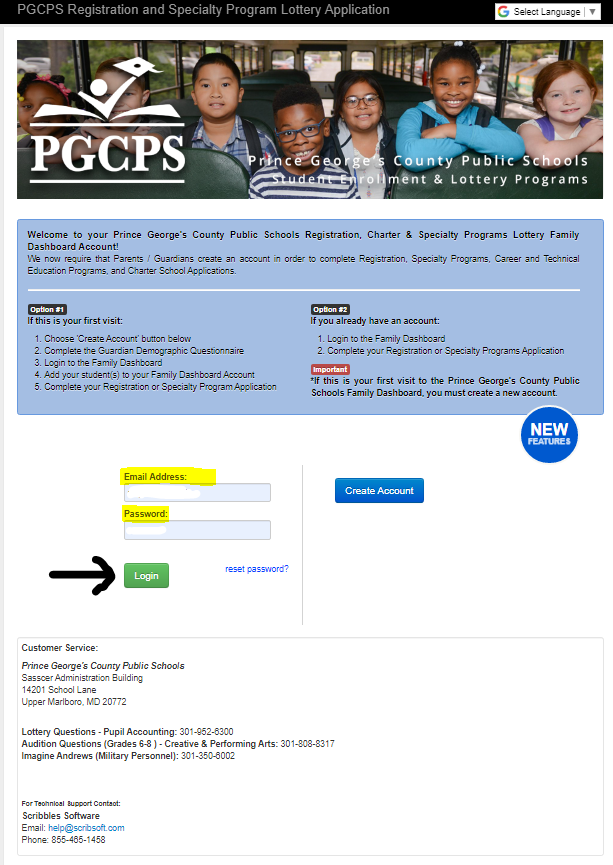 PGCPS Registration and Specialty Program Lottery Application
Select Language ▼
PGCPS
Prince George's County Public Schools
Student Enrollment & Lottery Programs
Welcome to your Prince George's County Public Schools Registration, Charter & Specialty Programs Lottery Family
Dashboard Account!
We now require that Parents / Guardians create an account in order to complete Registration, Specialty Programs, Career and Technical
Education Programs, and Charter School Applications.
Option #1
If this is your first visit:
1. Choose 'Create Account' button below
2. Complete the Guardian Demographic Questionnaire
3. Login to the Family Dashboard
4. Add your student(s) to your Family Dashboard Account
5. Complete your Registration or Specialty Program Application
Option #2
If you already have an account:
1. Login to the Family Dashboard
2. Complete your Registration or Specialty Programs Application
Important
*If this is your first visit to the Prince George's County Public
Schools Family Dashboard, you must create a new account.
NEW
FEATURES
Email Address:
Password:
Login
reset password?
Create Account
Customer Service:
Prince George's County Public Schools
Sasscer Administration Building
14201 School Lane
Upper Marlboro, MD 20772
Lottery Questions - Pupil Accounting: 301-952-6300
Audition Questions (Grades 6-8 ) - Creative & Performing Arts: 301-808-8317
Imagine Andrews (Military Personnel): 301-350-6002
For Technical Support Contact:
Scribbles Software
Email: help@scribsoft.com
Phone: 855-465-1458